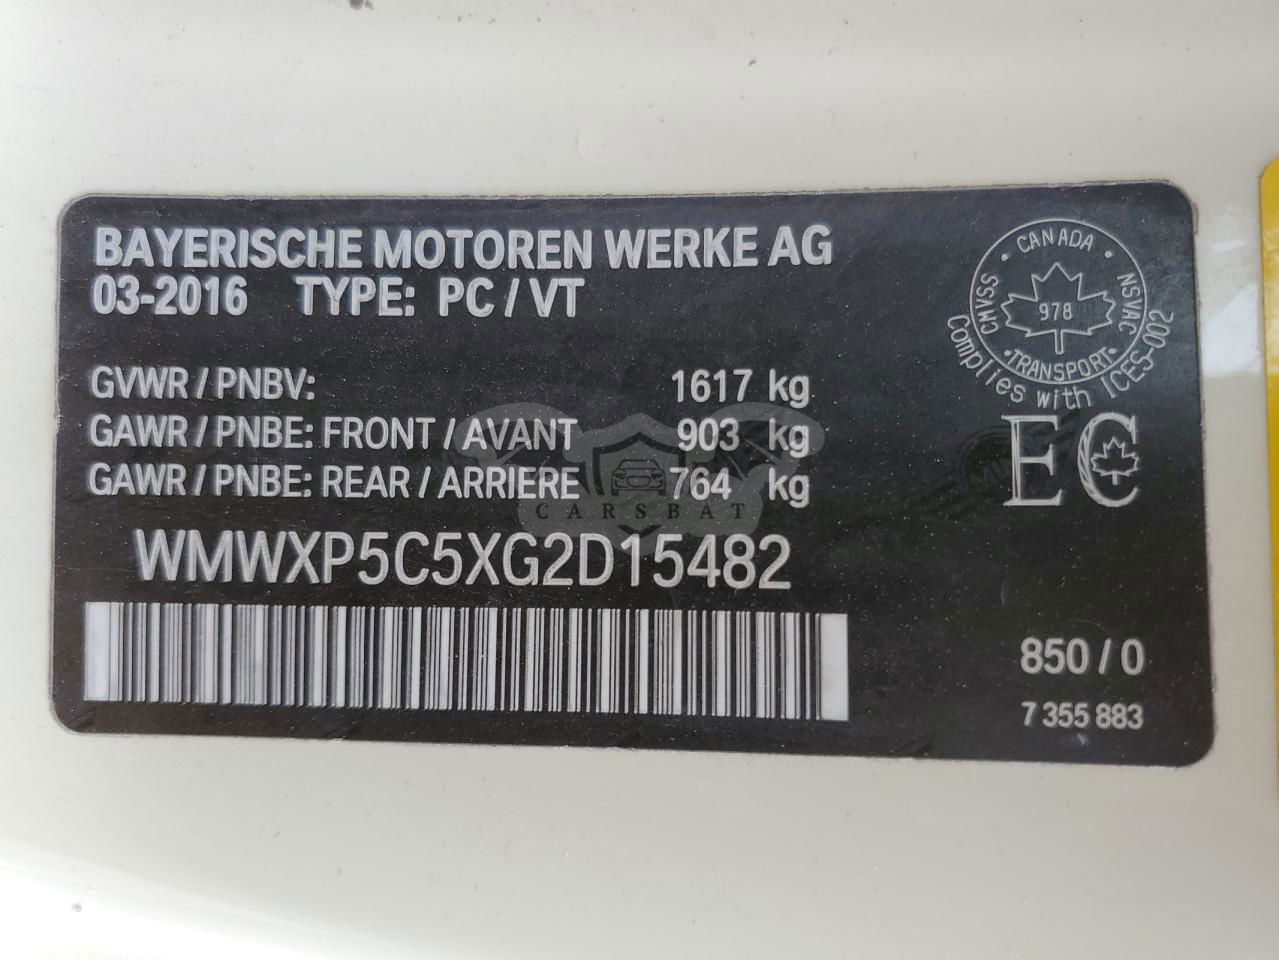 BAYERISCHE MOTOREN WERKE AG
03-2016 TYPE: PC / VT
GVWR / PNBV: 1617 kg
GAWR / PNBE: FRONT / AVANT 903 kg
GAWR / PNBE: REAR / ARRIERE 764 kg
CARSBAT
WMWXP5C5XG2D15482
CANADA
CMVSS NSVAC
978
TRANSPORT
Complies with ICES-002
EC
850 / 0
7 355 883